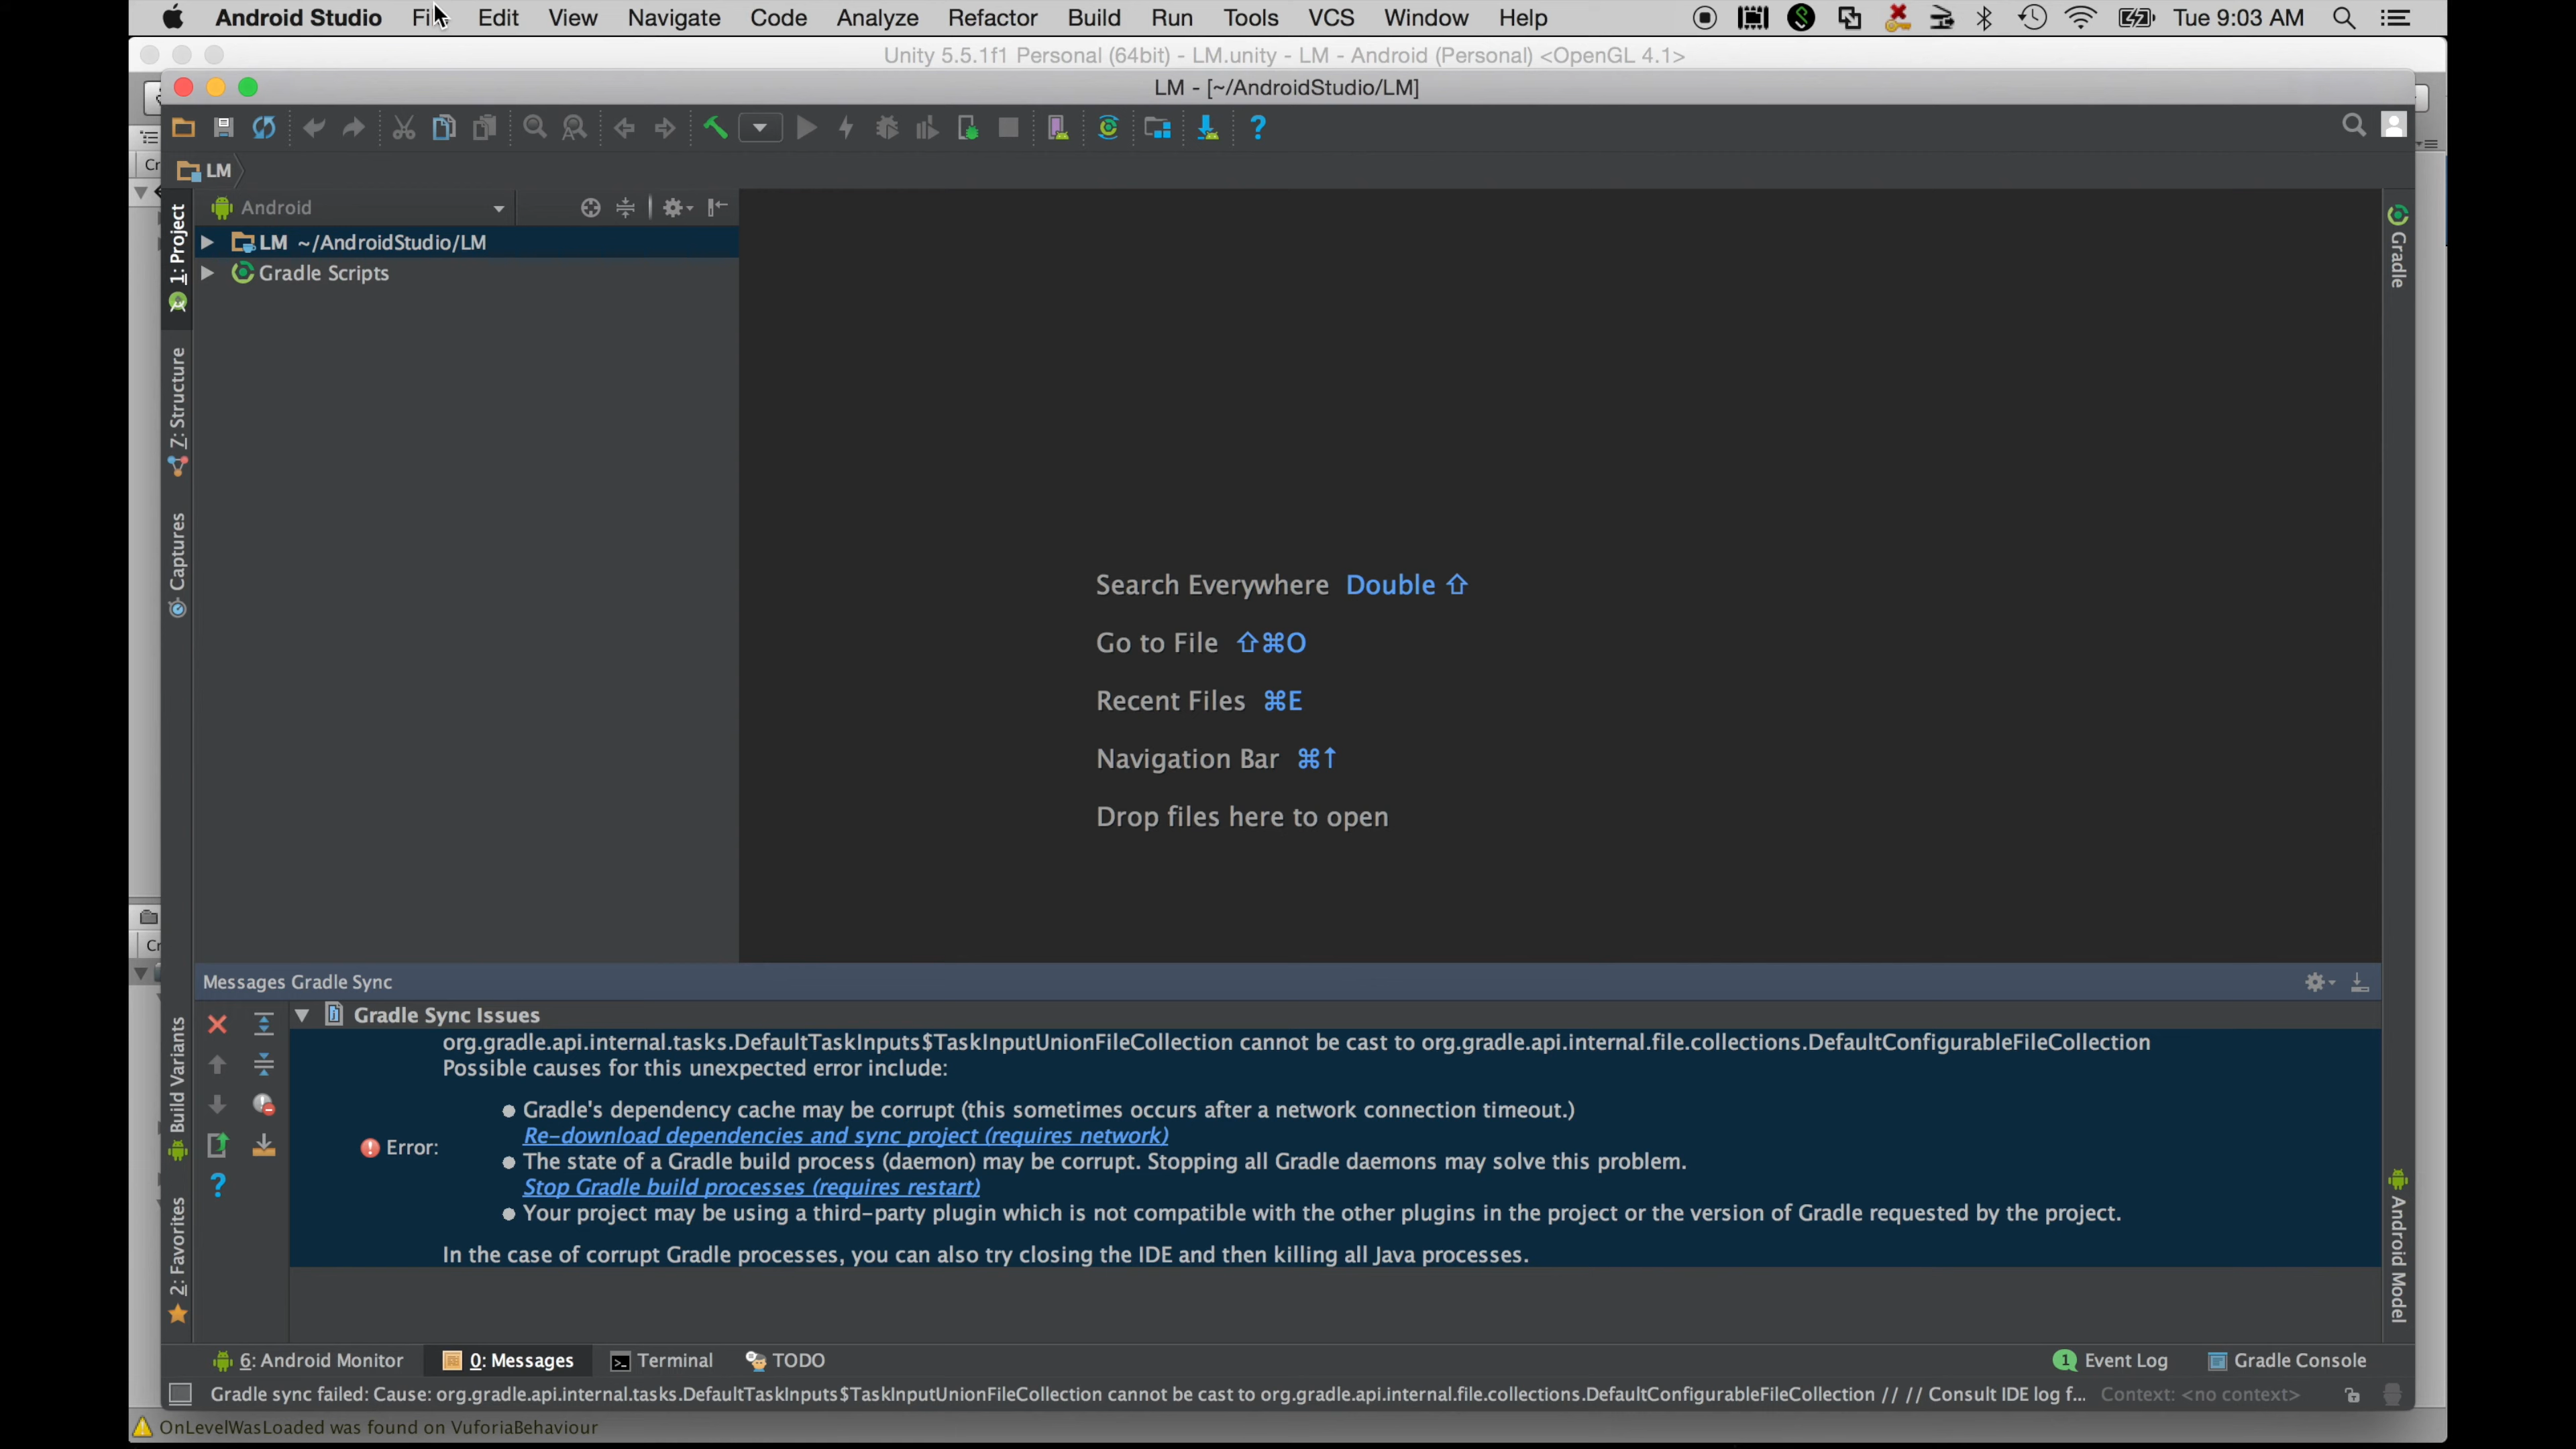 Android Studio Fil Edit View Navigate Code Analyze Refactor Build Run Tools VCS Window Help Tue 9:03 AM
Unity 5.5.1f1 Personal (64bit) - LM.unity - LM - Android (Personal) <OpenGL 4.1>
LM - [~/AndroidStudio/LM]
LM
Cr
Android
1: Project
LM ~/AndroidStudio/LM
Gradle Scripts
Gradle
7: Structure
Captures
Search Everywhere Double ⇧
Go to File ⇧⌘O
Recent Files ⌘E
Navigation Bar ⌘↑
Drop files here to open
Cr
Messages Gradle Sync
Gradle Sync Issues
org.gradle.api.internal.tasks.DefaultTaskInputs$TaskInputUnionFileCollection cannot be cast to org.gradle.api.internal.file.collections.DefaultConfigurableFileCollection
Possible causes for this unexpected error include:
Gradle's dependency cache may be corrupt (this sometimes occurs after a network connection timeout.)
Re-download dependencies and sync project (requires network)
Error:
The state of a Gradle build process (daemon) may be corrupt. Stopping all Gradle daemons may solve this problem.
Stop Gradle build processes (requires restart)
Your project may be using a third-party plugin which is not compatible with the other plugins in the project or the version of Gradle requested by the project.
In the case of corrupt Gradle processes, you can also try closing the IDE and then killing all Java processes.
Build Variants
2: Favorites
Android Model
6: Android Monitor 0: Messages Terminal TODO 1 Event Log Gradle Console
Gradle sync failed: Cause: org.gradle.api.internal.tasks.DefaultTaskInputs$TaskInputUnionFileCollection cannot be cast to org.gradle.api.internal.file.collections.DefaultConfigurableFileCollection // // Consult IDE log f... Context: <no context>
OnLevelWasLoaded was found on VuforiaBehaviour